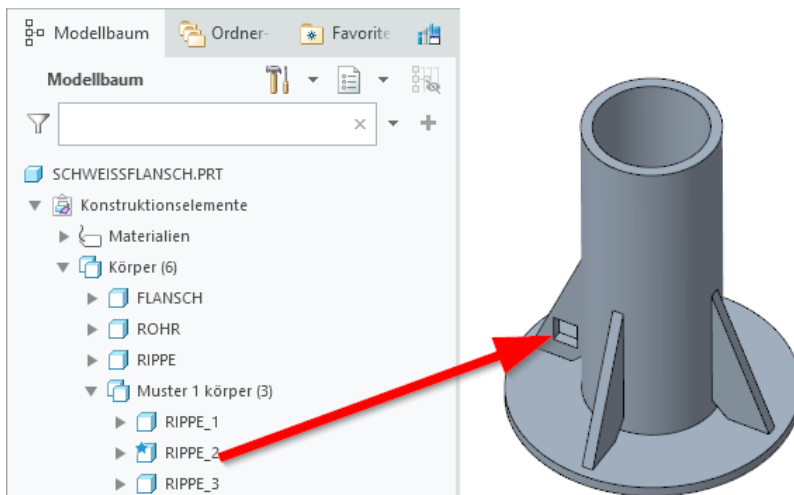 Modellbaum Ordner- Favorite
Modellbaum
SCHWEISSFLANSCH.PRT
Konstruktionselemente
Materialien
Körper (6)
FLANSCH
ROHR
RIPPE
Muster 1 körper (3)
RIPPE_1
RIPPE_2
RIPPE_3